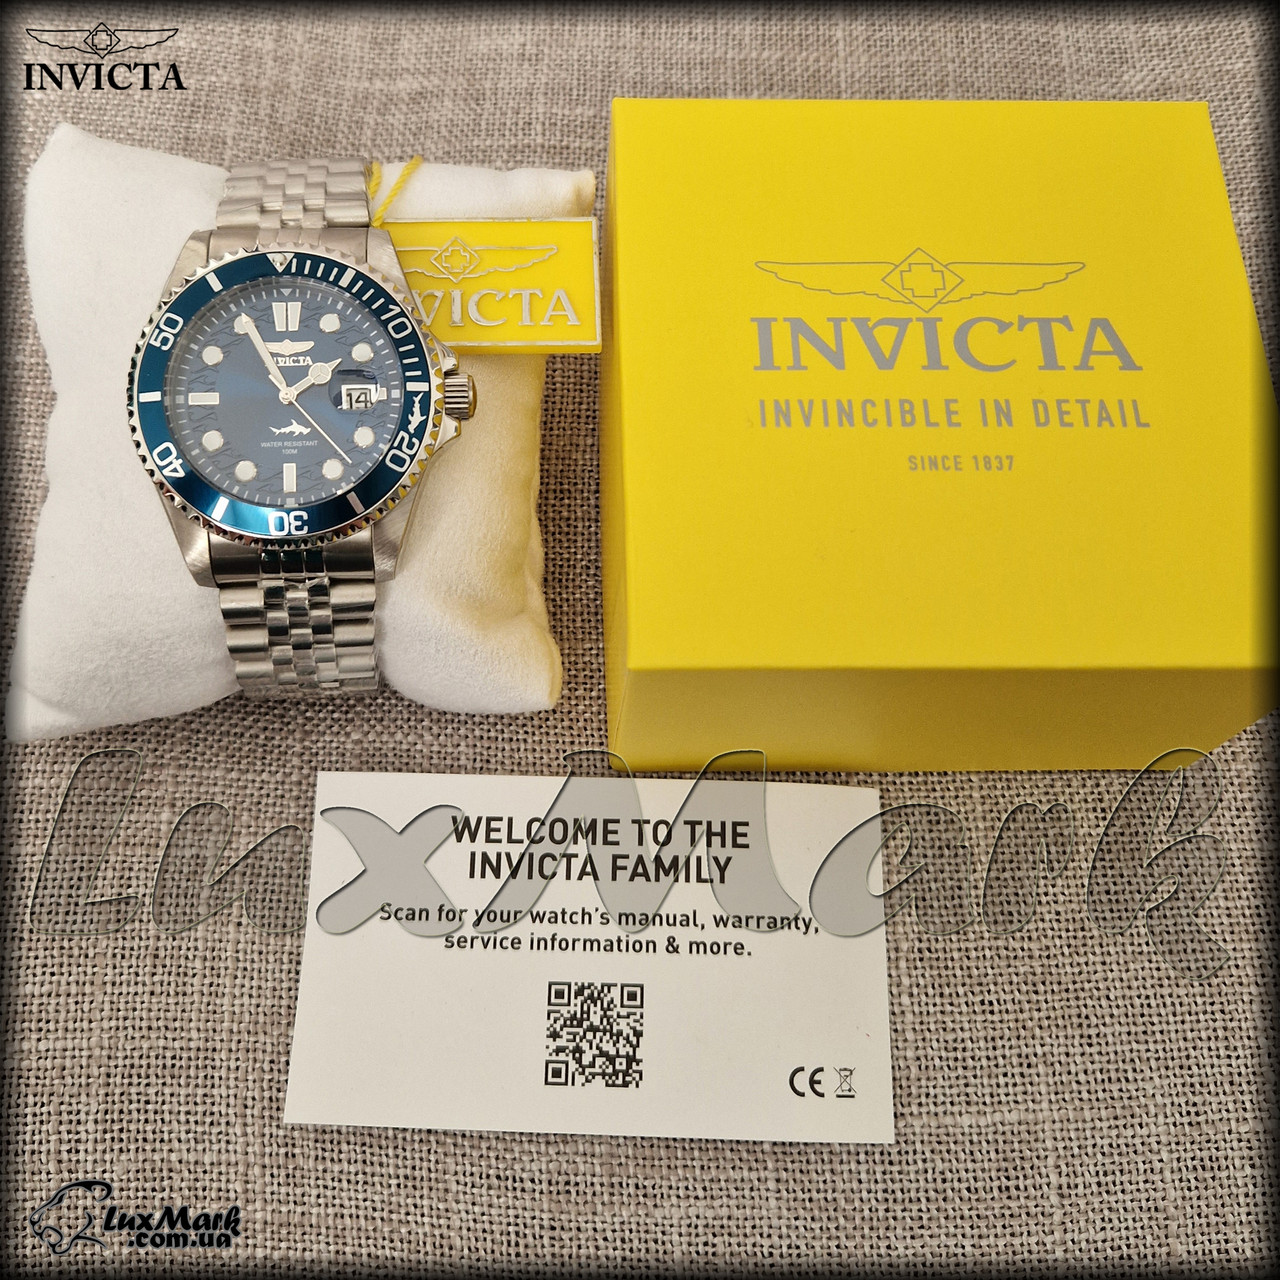 INVICTA
INVICTA
INVICTA
INVINCIBLE IN DETAIL
SINCE 1837
10
20
30
40
50
INVICTA
14
WATER RESISTANT
100M
LuxMark
WELCOME TO THE
INVICTA FAMILY
Scan for your watch's manual, warranty,
service information & more.
CE
LuxMark
.com.ua